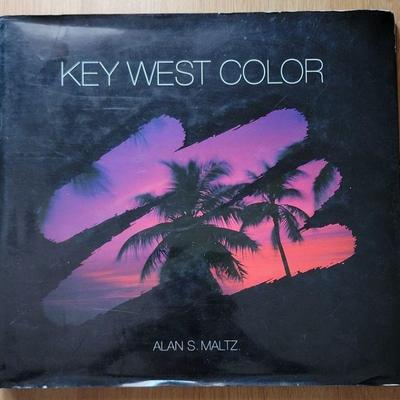 KEY WEST COLOR
ALAN S. MALTZ.